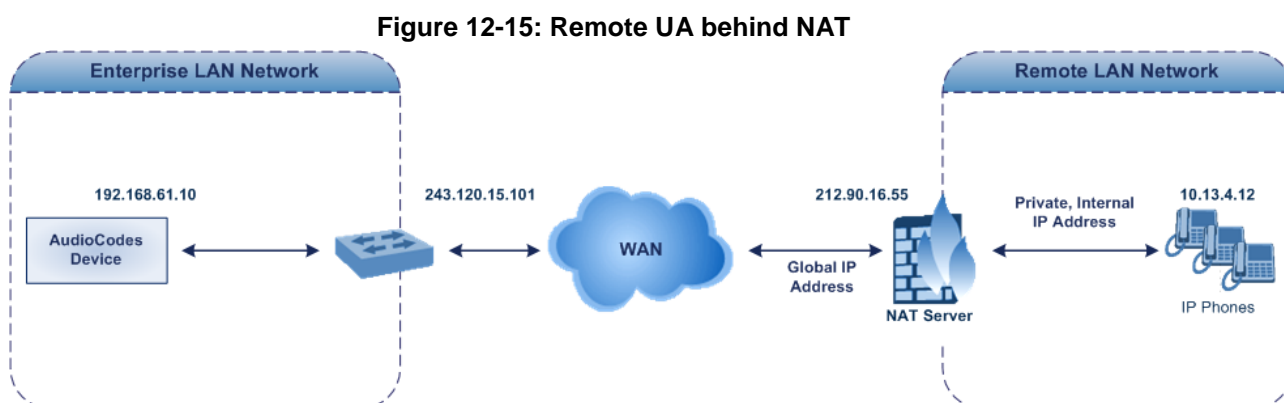 Figure 12-15: Remote UA behind NAT
Enterprise LAN Network
Remote LAN Network
192.168.61.10
243.120.15.101
212.90.16.55
Private, Internal
IP Address
10.13.4.12
AudioCodes
Device
WAN
Global IP
Address
NAT Server
IP Phones